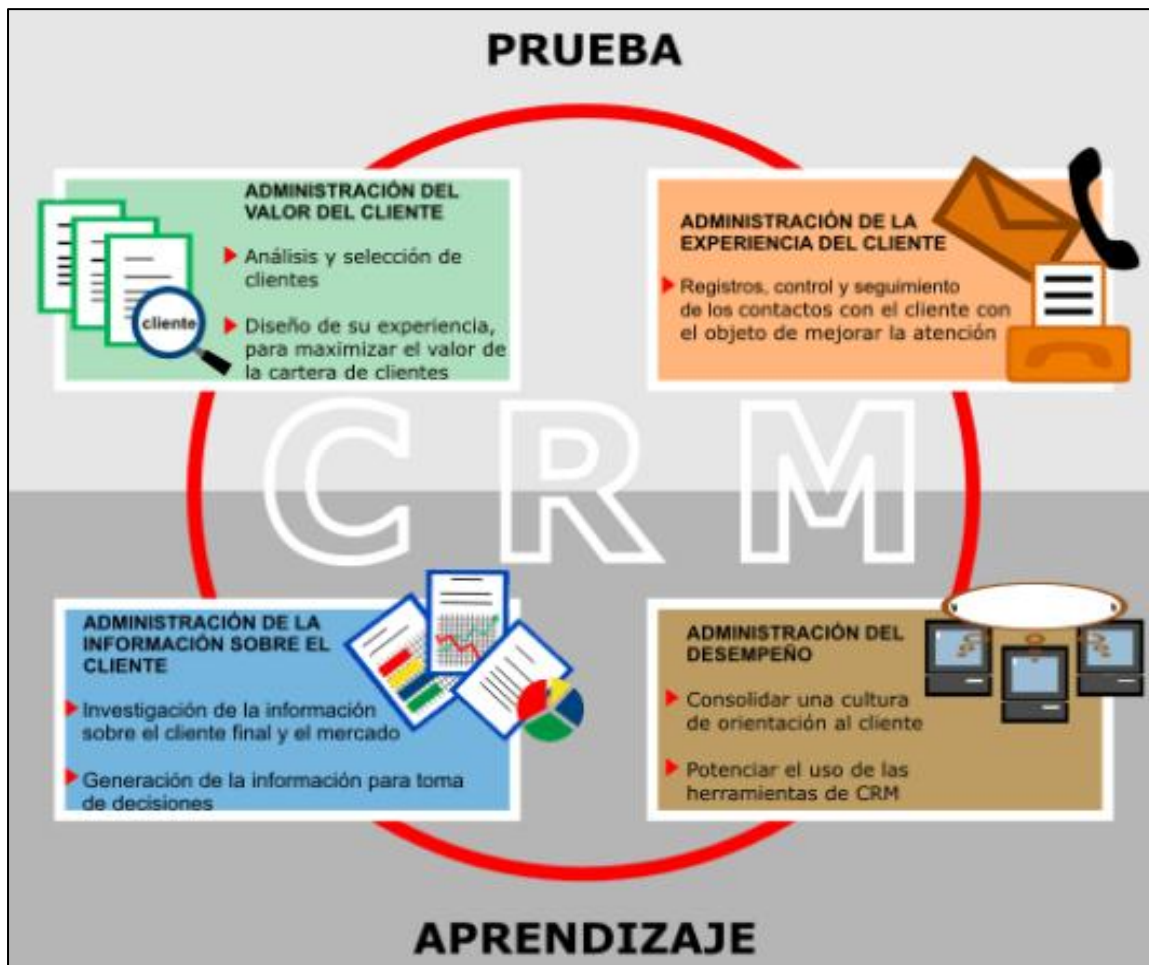 PRUEBA
ADMINISTRACIÓN DEL
VALOR DEL CLIENTE
Análisis y selección de
clientes
Diseño de su experiencia,
para maximizar el valor de
la cartera de clientes
cliente
ADMINISTRACIÓN DE LA
EXPERIENCIA DEL CLIENTE
Registros, control y seguimiento
de los contactos con el cliente con
el objeto de mejorar la atención
CRM
ADMINISTRACIÓN DE LA
INFORMACIÓN SOBRE EL
CLIENTE
Investigación de la información
sobre el cliente final y el mercado
Generación de la información para toma
de decisiones
ADMINISTRACIÓN DEL
DESEMPEÑO
Consolidar una cultura
de orientación al cliente
Potenciar el uso de las
herramientas de CRM
APRENDIZAJE